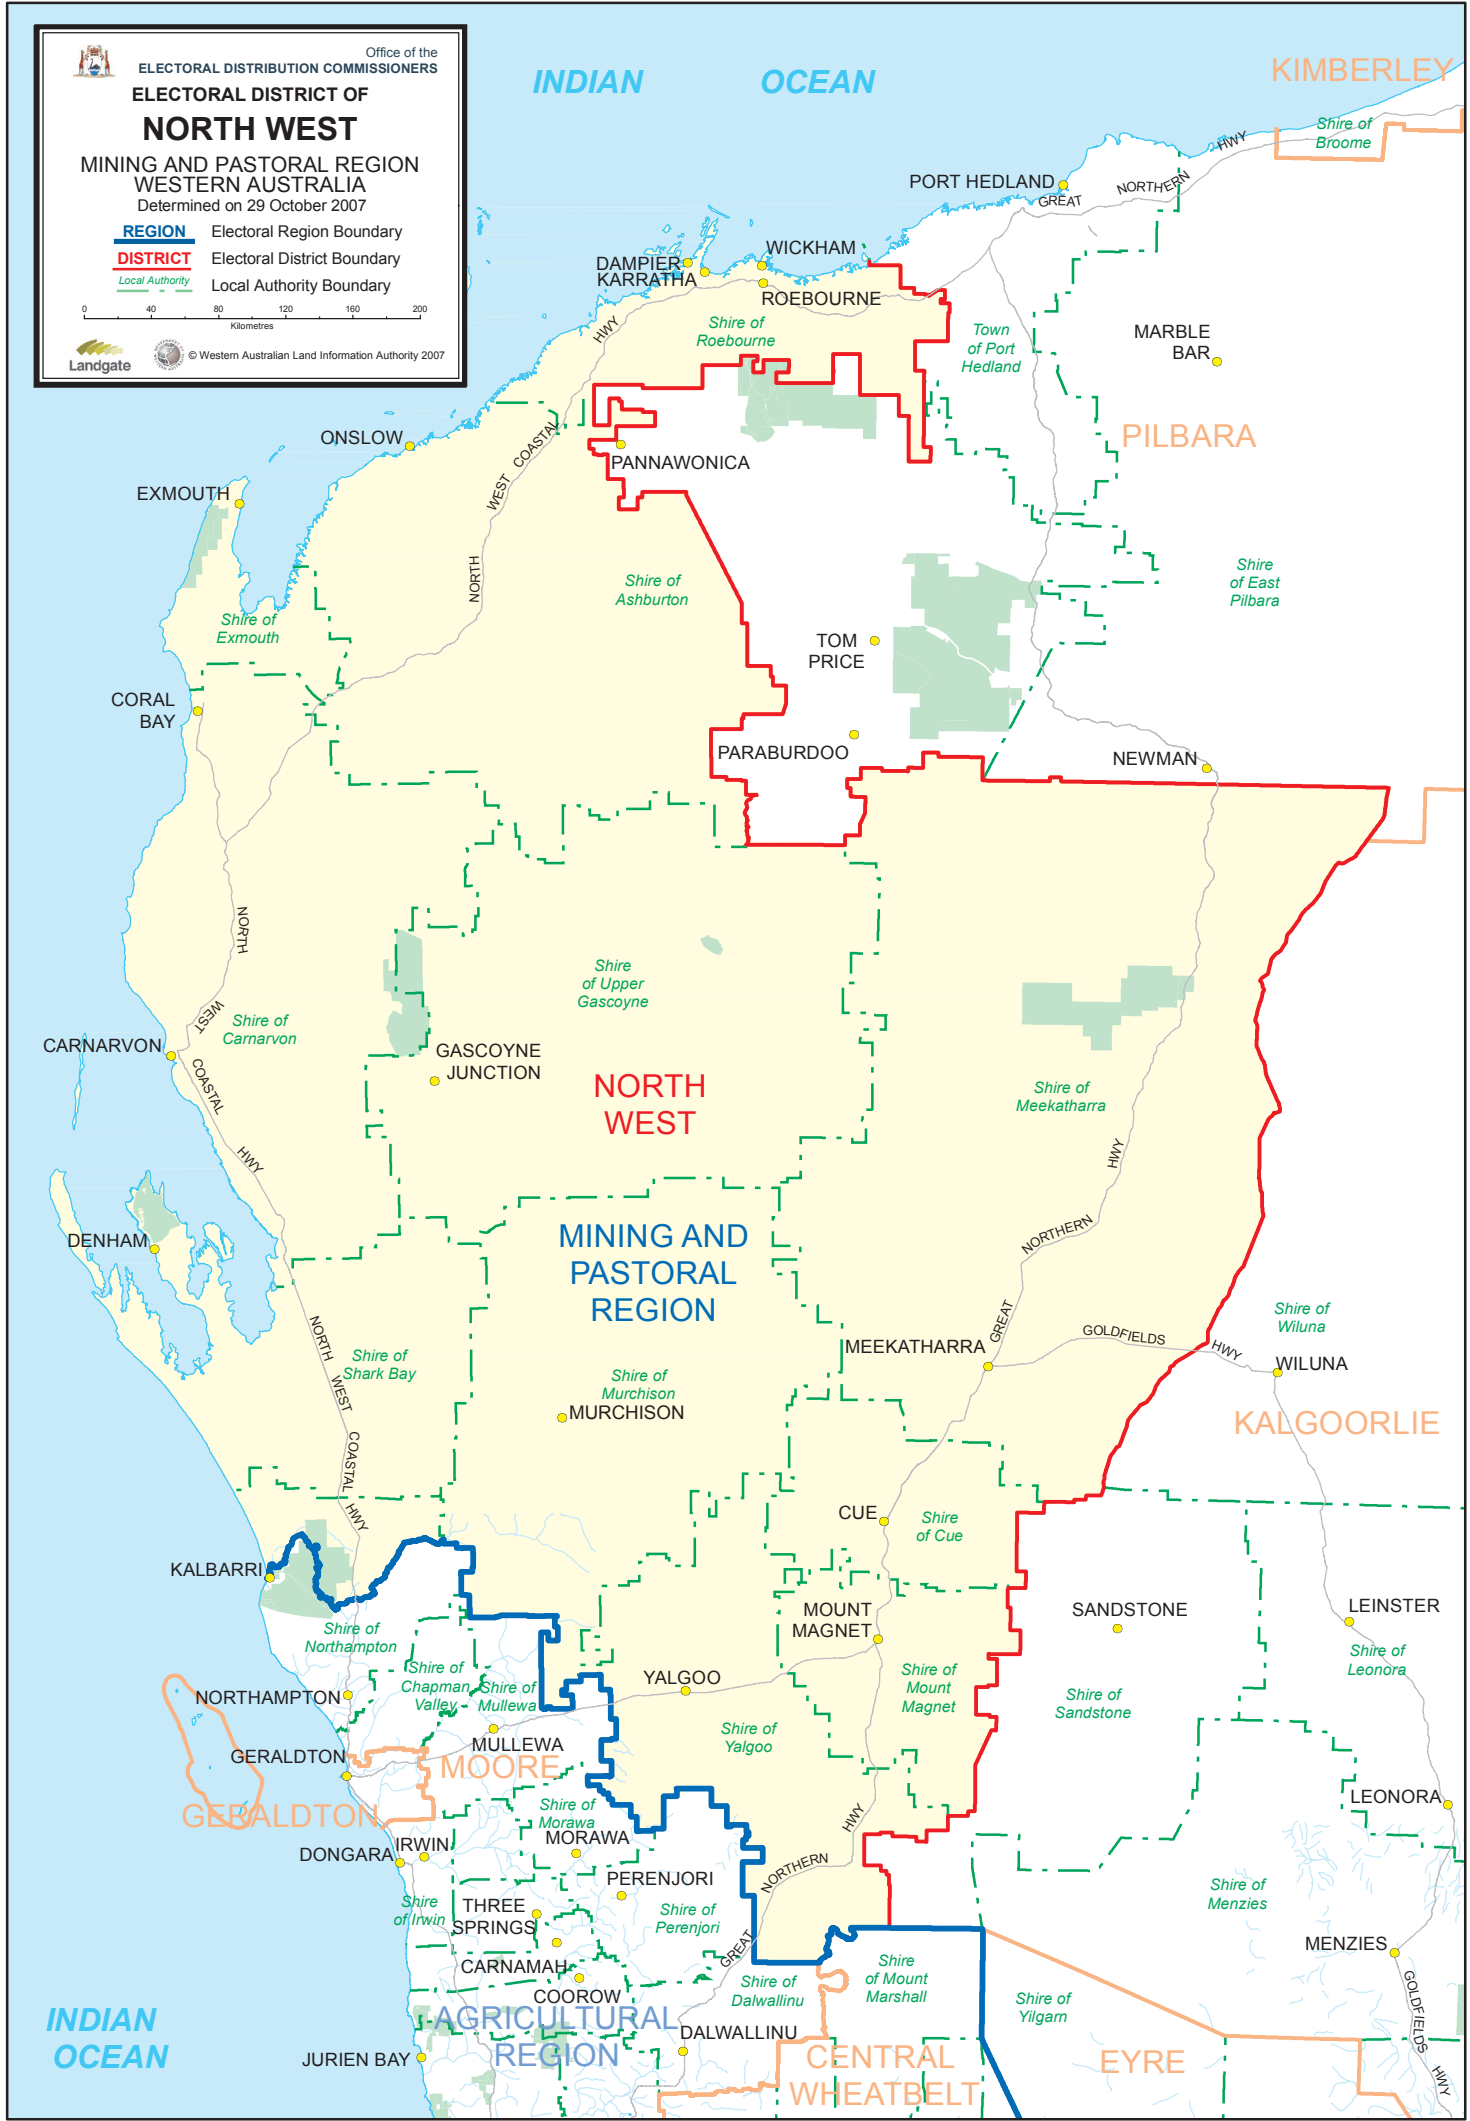 Office of the
ELECTORAL DISTRIBUTION COMMISSIONERS
ELECTORAL DISTRICT OF
NORTH WEST
MINING AND PASTORAL REGION
WESTERN AUSTRALIA
Determined on 29 October 2007
REGION Electoral Region Boundary
DISTRICT Electoral District Boundary
Local Authority Local Authority Boundary
0 40 80 120 160 200
Kilometres
Landgate
© Western Australian Land Information Authority 2007
INDIAN OCEAN
KIMBERLEY
Shire of
Broome
HWY
NORTHERN
GREAT
PORT HEDLAND
WICKHAM
DAMPIER
KARRATHA
ROEBOURNE
HWY
Shire of
Roebourne
Town
of Port
Hedland
MARBLE
BAR
PILBARA
ONSLOW
COASTAL
WEST
NORTH
PANNAWONICA
EXMOUTH
Shire of
Ashburton
Shire
of East
Pilbara
Shire of
Exmouth
TOM
PRICE
CORAL
BAY
PARABURDOO
NEWMAN
NORTH
WEST
COASTAL
HWY
Shire
of Upper
Gascoyne
Shire of
Carnarvon
CARNARVON
GASCOYNE
JUNCTION
NORTH
WEST
Shire of
Meekatharra
HWY
NORTHERN
GREAT
DENHAM
MINING AND
PASTORAL
REGION
NORTH
WEST
COASTAL
HWY
Shire of
Shark Bay
Shire of
Murchison
MURCHISON
MEEKATHARRA
GOLDFIELDS
HWY
Shire of
Wiluna
WILUNA
KALGOORLIE
CUE
Shire
of Cue
KALBARRI
MOUNT
MAGNET
SANDSTONE
LEINSTER
Shire of
Northampton
Shire of
Chapman
Valley
Shire of
Mullewa
YALGOO
Shire of
Mount
Magnet
Shire of
Leonora
Shire of
Sandstone
NORTHAMPTON
MULLEWA
Shire of
Yalgoo
GERALDTON
MOORE
GERALDTON
LEONORA
Shire of
Morawa
MORAWA
HWY
NORTHERN
GREAT
DONGARA
IRWIN
PERENJORI
Shire of
Menzies
THREE
SPRINGS
Shire
of Irwin
Shire of
Perenjori
MENZIES
CARNAMAH
Shire of
Dalwallinu
Shire
of Mount
Marshall
COOROW
Shire of
Yilgarn
GOLDFIELDS
HWY
INDIAN
OCEAN
AGRICULTURAL
REGION
DALWALLINU
JURIEN BAY
CENTRAL
WHEATBELT
EYRE